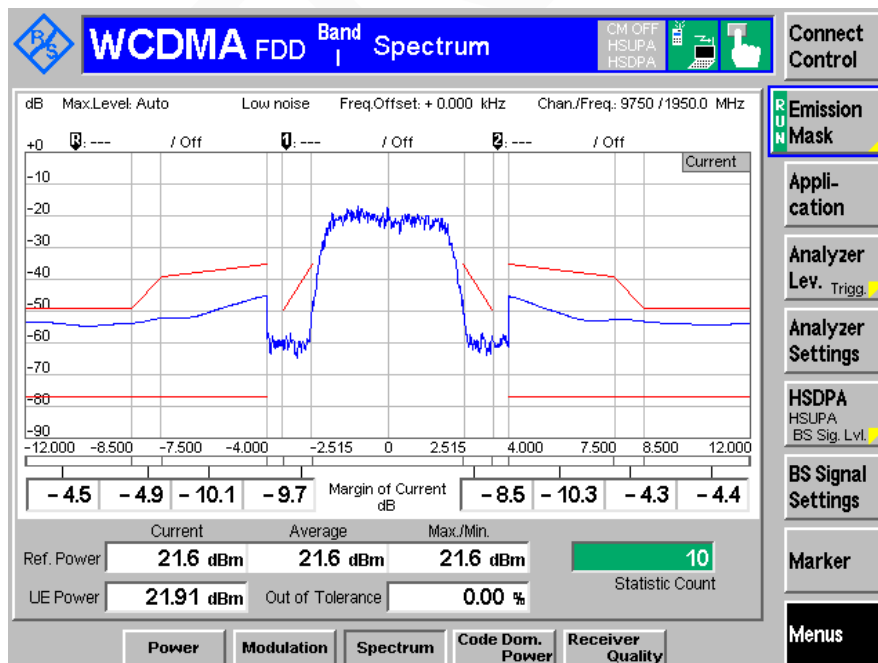 R/S WCDMA FDD Band I Spectrum
CM OFF
HSUPA
HSDPA
Connect Control
dB Max.Level: Auto Low noise Freq.Offset: + 0.000 kHz Chan./Freq.: 9750 / 1950.0 MHz
RUN Emission Mask
R: --- / Off 1: --- / Off 2: --- / Off
Current
+0
-10
-20
-30
-40
-50
-60
-70
-80
-90
-12.000 -8.500 -7.500 -4.000 -2.515 0 2.515 4.000 7.500 8.500 12.000
Appli-
cation
Analyzer
Lev. Trigg.
Analyzer
Settings
HSDPA
HSUPA
BS Sig. Lvl.
- 4.5 - 4.9 - 10.1 - 9.7 Margin of Current dB - 8.5 - 10.3 - 4.3 - 4.4
BS Signal
Settings
Current Average Max./Min.
Ref. Power 21.6 dBm 21.6 dBm 21.6 dBm 10
Statistic Count
UE Power 21.91 dBm Out of Tolerance 0.00 %
Marker
Menus
Power Modulation Spectrum Code Dom. Power Receiver Quality